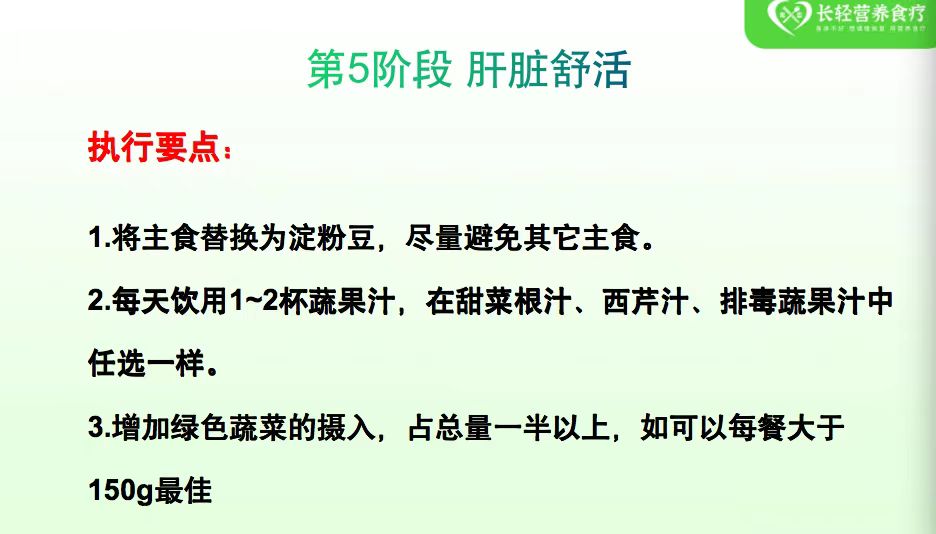 长轻营养食疗
第5阶段 肝脏舒活
执行要点：
1.将主食替换为淀粉豆，尽量避免其它主食。
2.每天饮用1~2杯蔬果汁，在甜菜根汁、西芹汁、排毒蔬果汁中
任选一样。
3.增加绿色蔬菜的摄入，占总量一半以上，如可以每餐大于
150g最佳